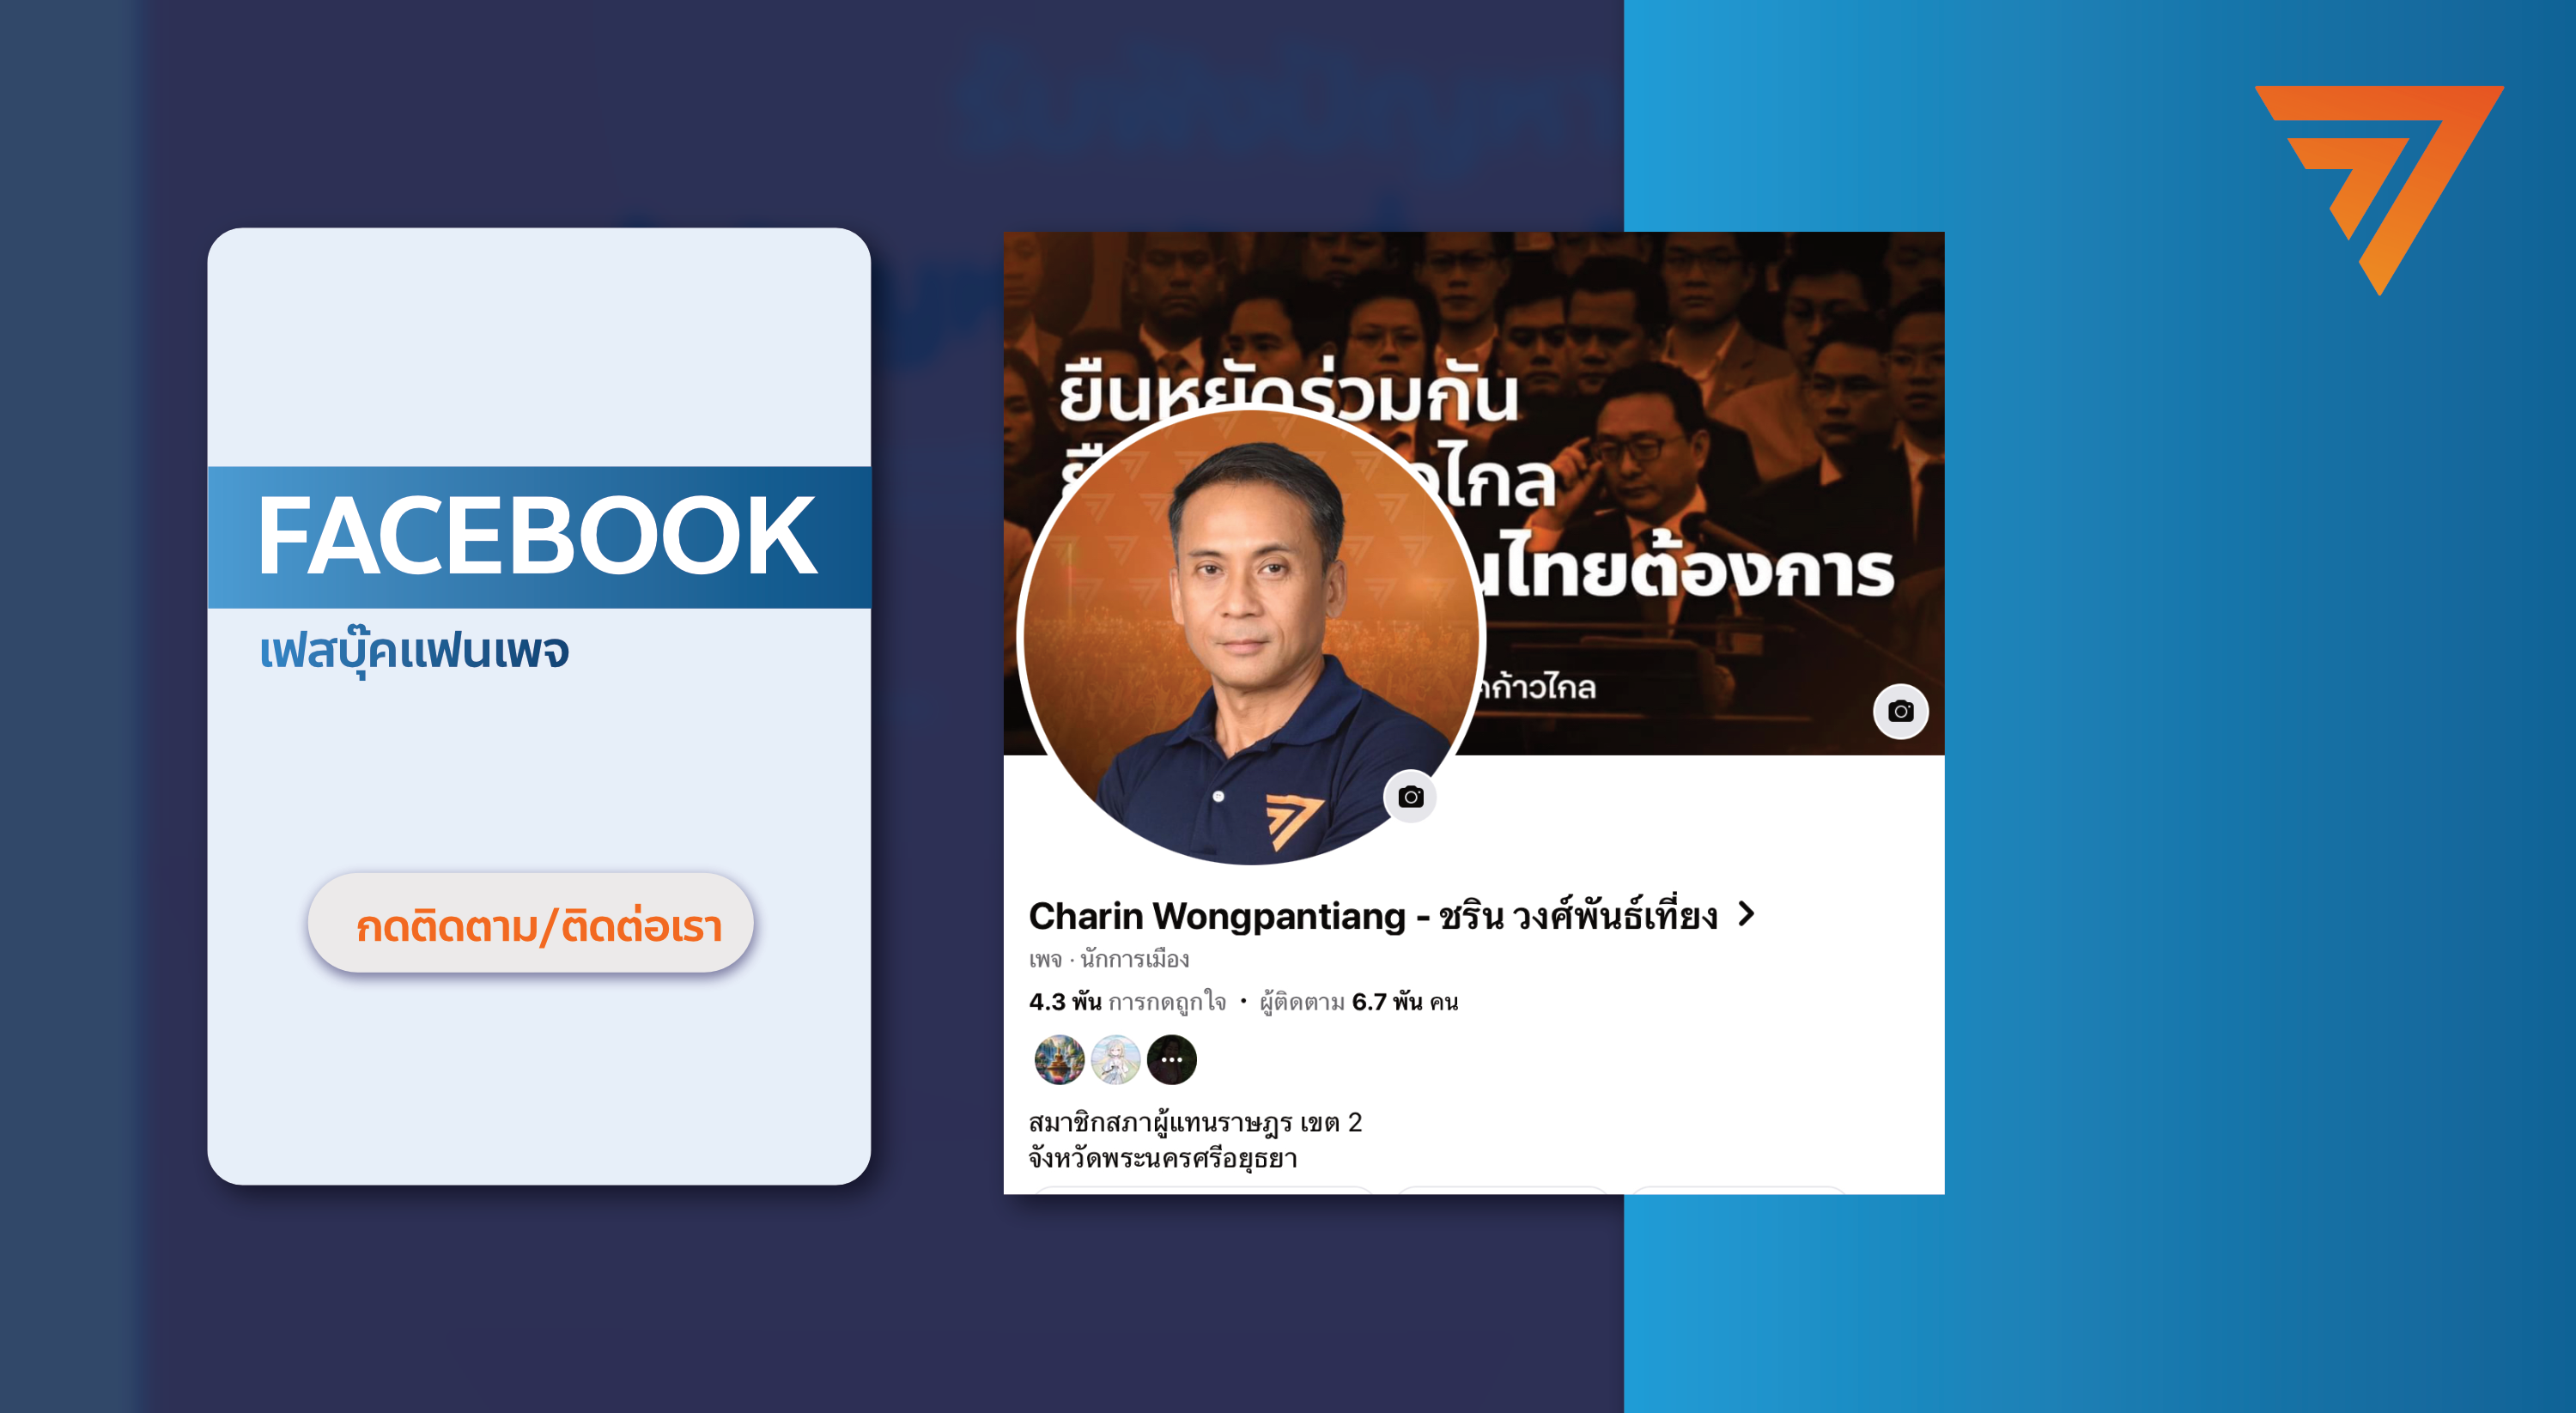 FACEBOOK
เฟสบุ๊คแฟนเพจ
กดติดตาม/ติดต่อเรา
ยืนหยัดร่วมกัน
ไกล
ไทยต้องการ
ก้าวไกล
Charin Wongpantiang - ชริน วงศ์พันธ์เที่ยง
เพจ · นักการเมือง
4.3 พัน การกดถูกใจ • ผู้ติดตาม 6.7 พัน คน
สมาชิกสภาผู้แทนราษฎร เขต 2
จังหวัดพระนครศรีอยุธยา